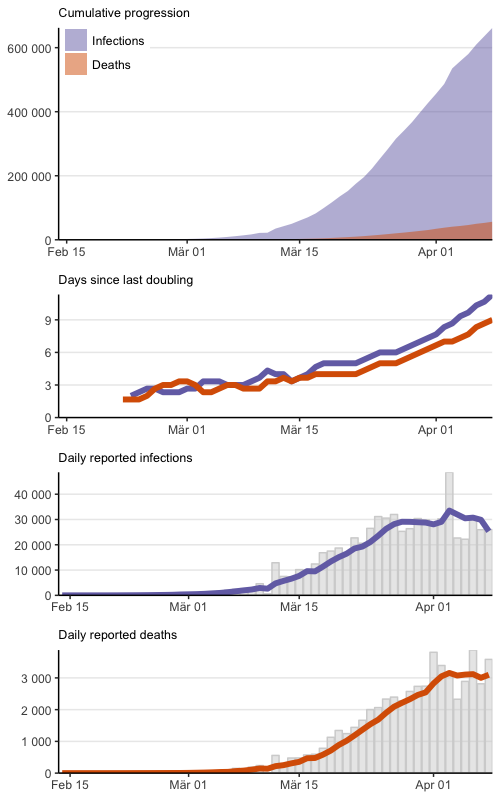 Cumulative progression
Infections
Deaths
600 000
400 000
200 000
0
Feb 15 Mär 01 Mär 15 Apr 01
Days since last doubling
9
6
3
0
Feb 15 Mär 01 Mär 15 Apr 01
Daily reported infections
40 000
30 000
20 000
10 000
0
Feb 15 Mär 01 Mär 15 Apr 01
Daily reported deaths
3 000
2 000
1 000
0
Feb 15 Mär 01 Mär 15 Apr 01